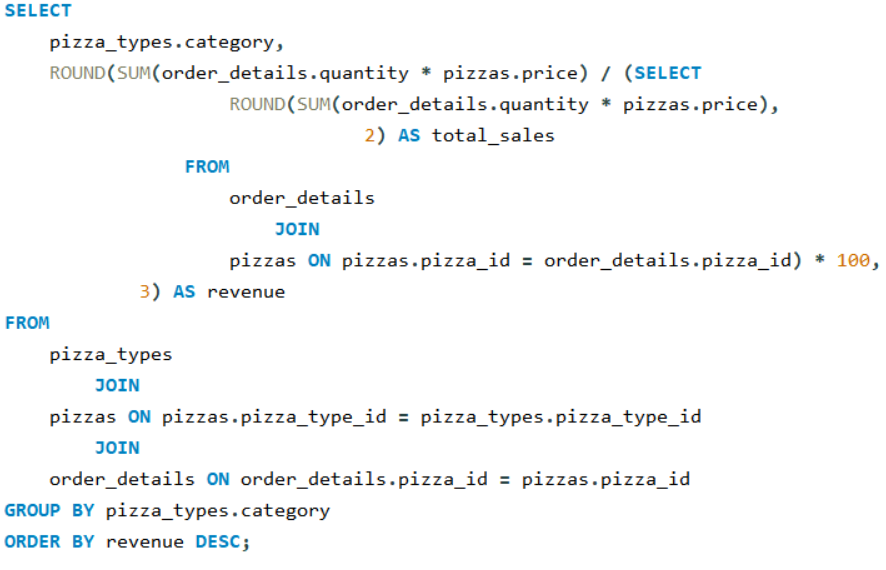 SELECT
    pizza_types.category,
    ROUND(SUM(order_details.quantity * pizzas.price) / (SELECT
                    ROUND(SUM(order_details.quantity * pizzas.price),
                                2) AS total_sales
                FROM
                    order_details
                        JOIN
                    pizzas ON pizzas.pizza_id = order_details.pizza_id) * 100,
            3) AS revenue
FROM
    pizza_types
        JOIN
    pizzas ON pizzas.pizza_type_id = pizza_types.pizza_type_id
        JOIN
    order_details ON order_details.pizza_id = pizzas.pizza_id
GROUP BY pizza_types.category
ORDER BY revenue DESC;